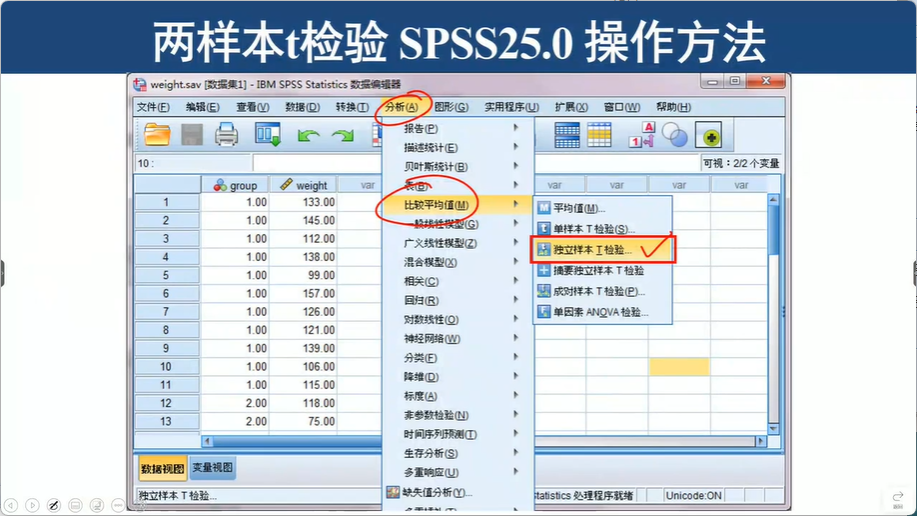 两样本t检验 SPSS25.0 操作方法
weight.sav [数据集1] - IBM SPSS Statistics 数据编辑器
文件(F) 编辑(E) 查看(V) 数据(D) 转换(T) 分析(A) 图形(G) 实用程序(U) 扩展(X) 窗口(W) 帮助(H)
10 :
可视：2/2 个变量
group weight var var var var
1 1.00 133.00
2 1.00 145.00
3 1.00 112.00
4 1.00 138.00
5 1.00 99.00
6 1.00 157.00
7 1.00 126.00
8 1.00 121.00
9 1.00 139.00
10 1.00 106.00
11 1.00 115.00
12 2.00 118.00
13 2.00 75.00
报告(P)
描述统计(E)
贝叶斯统计(B)
表(B)
比较平均值(M)
一般线性模型(G)
广义线性模型(Z)
混合模型(X)
相关(C)
回归(R)
对数线性(O)
神经网络(W)
分类(F)
降维(D)
标度(A)
非参数检验(N)
时间序列预测(T)
生存分析(S)
多重响应(U)
缺失值分析(Y)...
平均值(M)...
单样本 T 检验(S)...
独立样本 T 检验...
摘要独立样本 T 检验
成对样本 T 检验(P)...
单因素 ANOVA 检验...
数据视图 变量视图
独立样本 T 检验...
tatistics 处理程序就绪
Unicode:ON